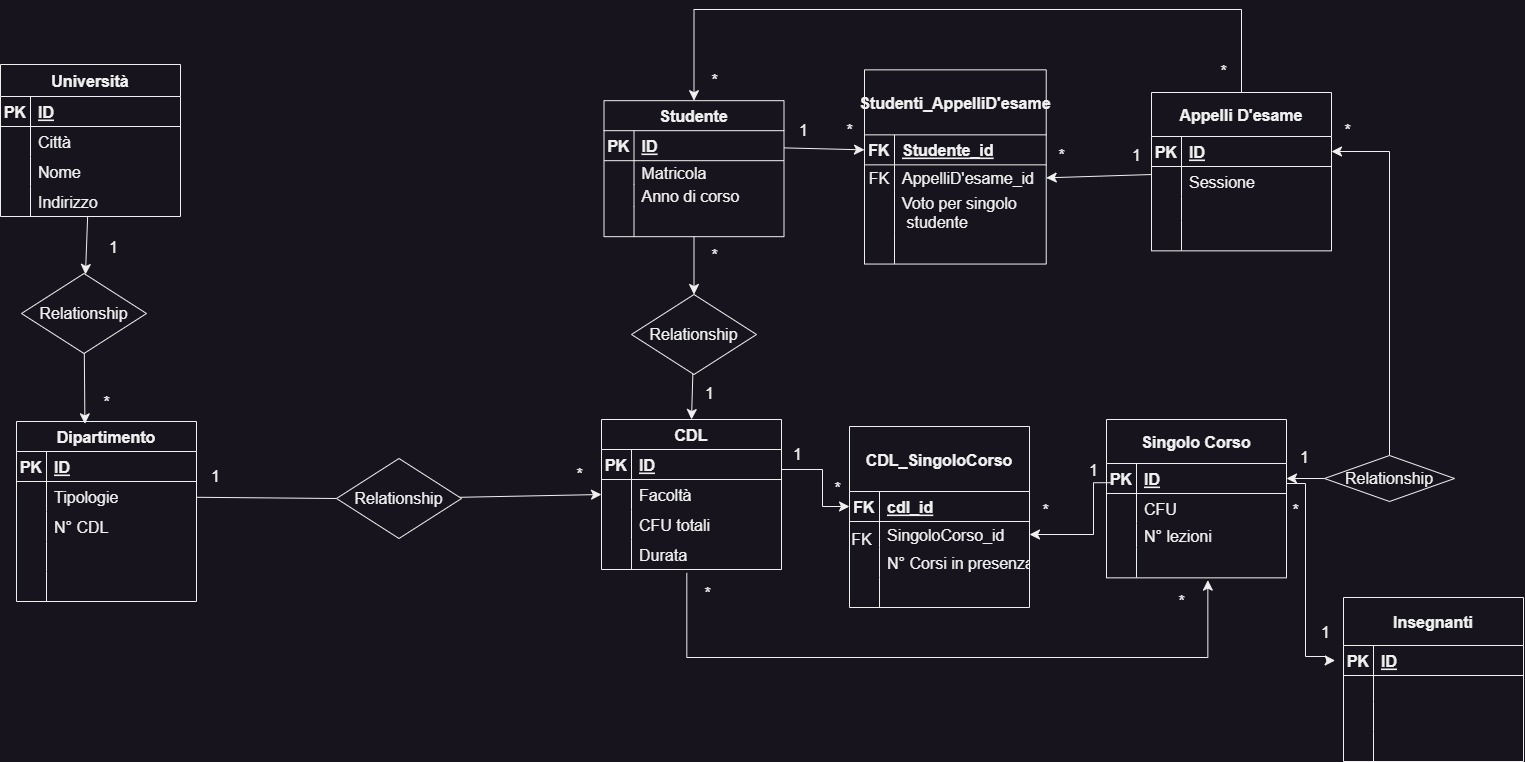 Università
PK ID
Città
Nome
Indirizzo
1
Relationship
*
Dipartimento
PK ID
Tipologie
N° CDL
1
Relationship
*
*
Studente
PK ID
Matricola
Anno di corso
1
*
*
Relationship
1
Studenti_AppelliD'esame
FK Studente_id
FK AppelliD'esame_id
Voto per singolo
studente
*
1
*
Appelli D'esame
PK ID
Sessione
*
CDL
PK ID
Facoltà
CFU totali
Durata
1
*
*
CDL_SingoloCorso
FK cdl_id
FK SingoloCorso_id
N° Corsi in presenza
*
1
Singolo Corso
PK ID
CFU
N° lezioni
*
1
Relationship
*
1
Insegnanti
PK ID